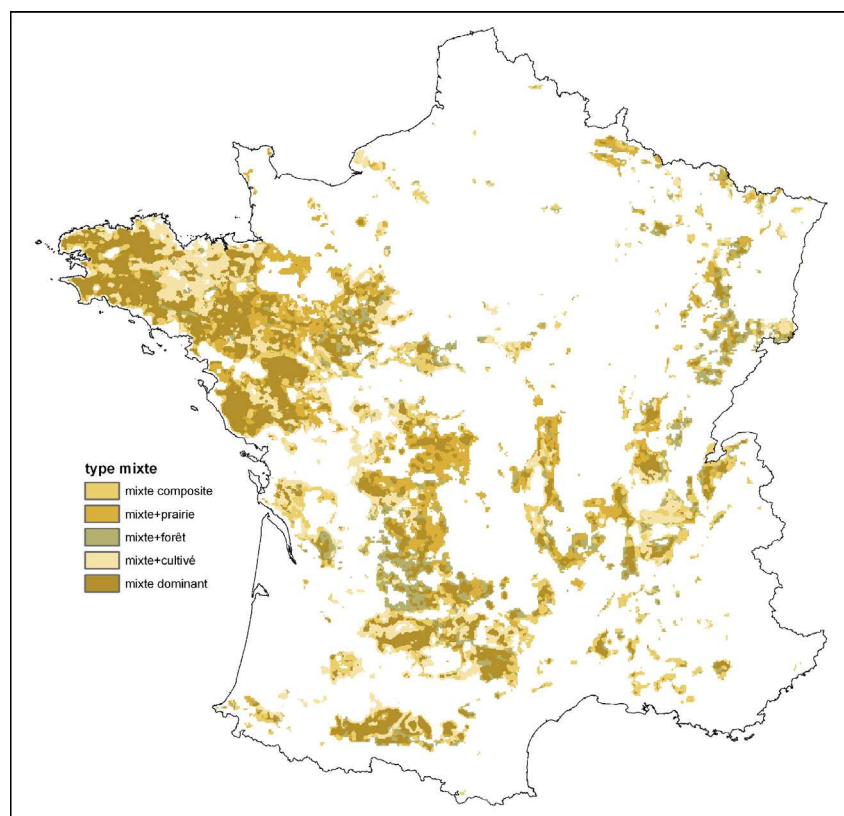 type mixte
mixte composite
mixte+prairie
mixte+forêt
mixte+cultivé
mixte dominant